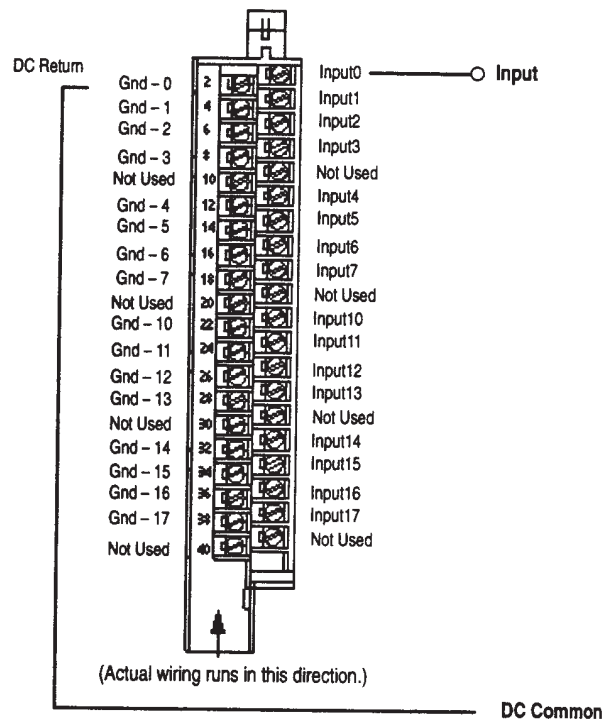 DC Return
Gnd – 0 2 Input0 Input
Gnd – 1 4 Input1
Gnd – 2 6 Input2
Gnd – 3 8 Input3
Not Used 10 Not Used
Gnd – 4 12 Input4
Gnd – 5 14 Input5
Gnd – 6 16 Input6
Gnd – 7 18 Input7
Not Used 20 Not Used
Gnd – 10 22 Input10
Gnd – 11 24 Input11
Gnd – 12 26 Input12
Gnd – 13 28 Input13
Not Used 30 Not Used
Gnd – 14 32 Input14
Gnd – 15 34 Input15
Gnd – 16 36 Input16
Gnd – 17 38 Input17
Not Used 40 Not Used
(Actual wiring runs in this direction.)
DC Common